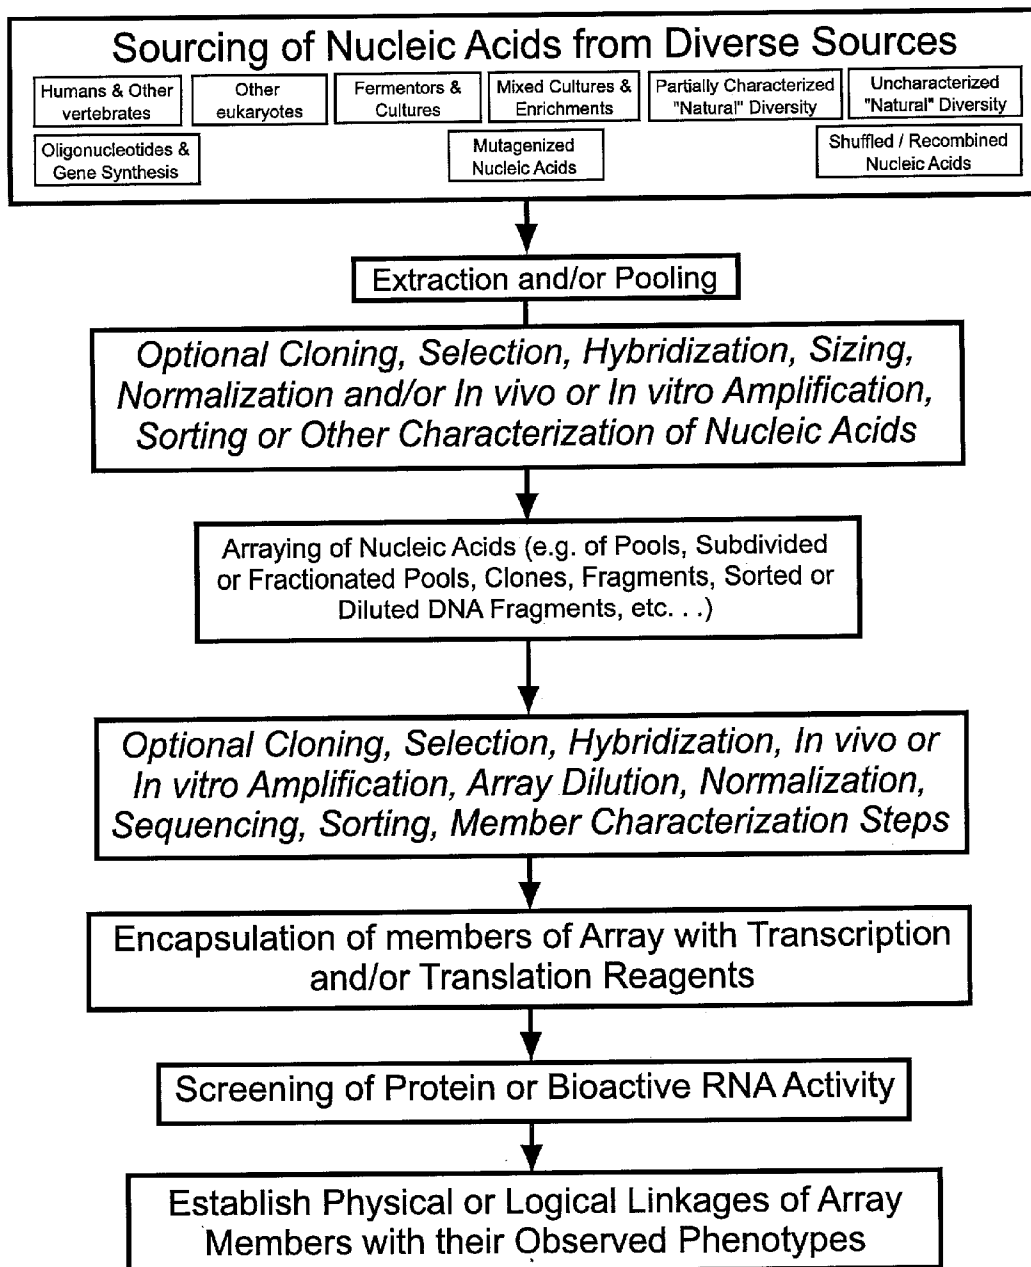 Sourcing of Nucleic Acids from Diverse Sources
Humans & Other
vertebrates
Other
eukaryotes
Fermentors &
Cultures
Mixed Cultures &
Enrichments
Partially Characterized
"Natural" Diversity
Uncharacterized
"Natural" Diversity
Oligonucleotides &
Gene Synthesis
Mutagenized
Nucleic Acids
Shuffled / Recombined
Nucleic Acids
Extraction and/or Pooling
Optional Cloning, Selection, Hybridization, Sizing,
Normalization and/or In vivo or In vitro Amplification,
Sorting or Other Characterization of Nucleic Acids
Arraying of Nucleic Acids (e.g. of Pools, Subdivided
or Fractionated Pools, Clones, Fragments, Sorted or
Diluted DNA Fragments, etc. . .)
Optional Cloning, Selection, Hybridization, In vivo or
In vitro Amplification, Array Dilution, Normalization,
Sequencing, Sorting, Member Characterization Steps
Encapsulation of members of Array with Transcription
and/or Translation Reagents
Screening of Protein or Bioactive RNA Activity
Establish Physical or Logical Linkages of Array
Members with their Observed Phenotypes